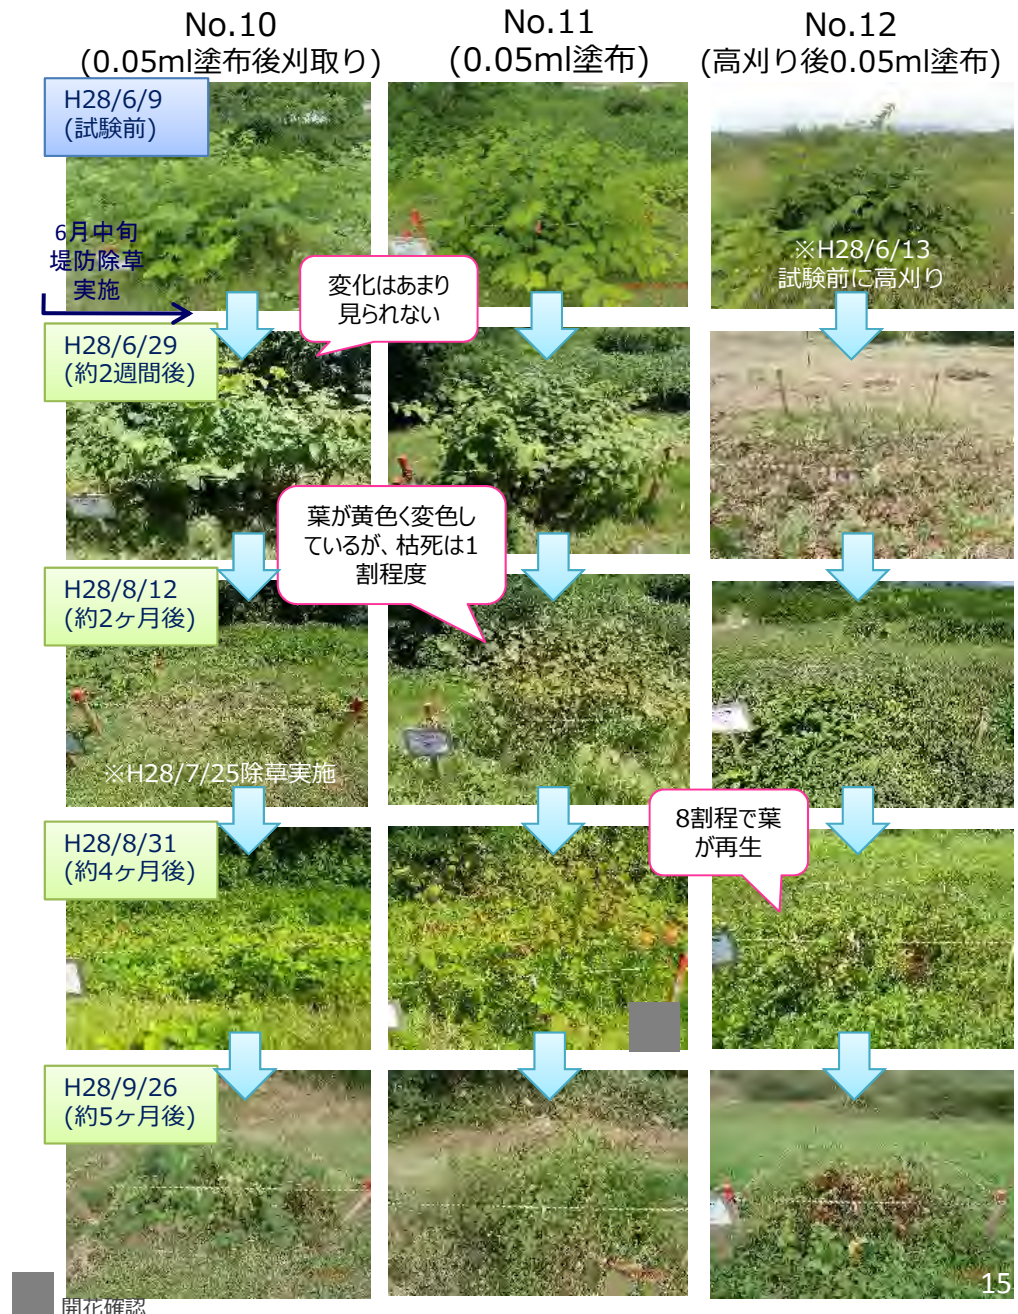 No.10
(0.05ml塗布後刈取り)
No.11
(0.05ml塗布)
No.12
(高刈り後0.05ml塗布)
H28/6/9
(試験前)
6月中旬
堤防除草
実施
※H28/6/13
試験前に高刈り
変化はあまり
見られない
H28/6/29
(約2週間後)
葉が黄色く変色し
ているが、枯死は1
割程度
H28/8/12
(約2ヶ月後)
※H28/7/25除草実施
8割程で葉
が再生
H28/8/31
(約4ヶ月後)
H28/9/26
(約5ヶ月後)
開花確認
15